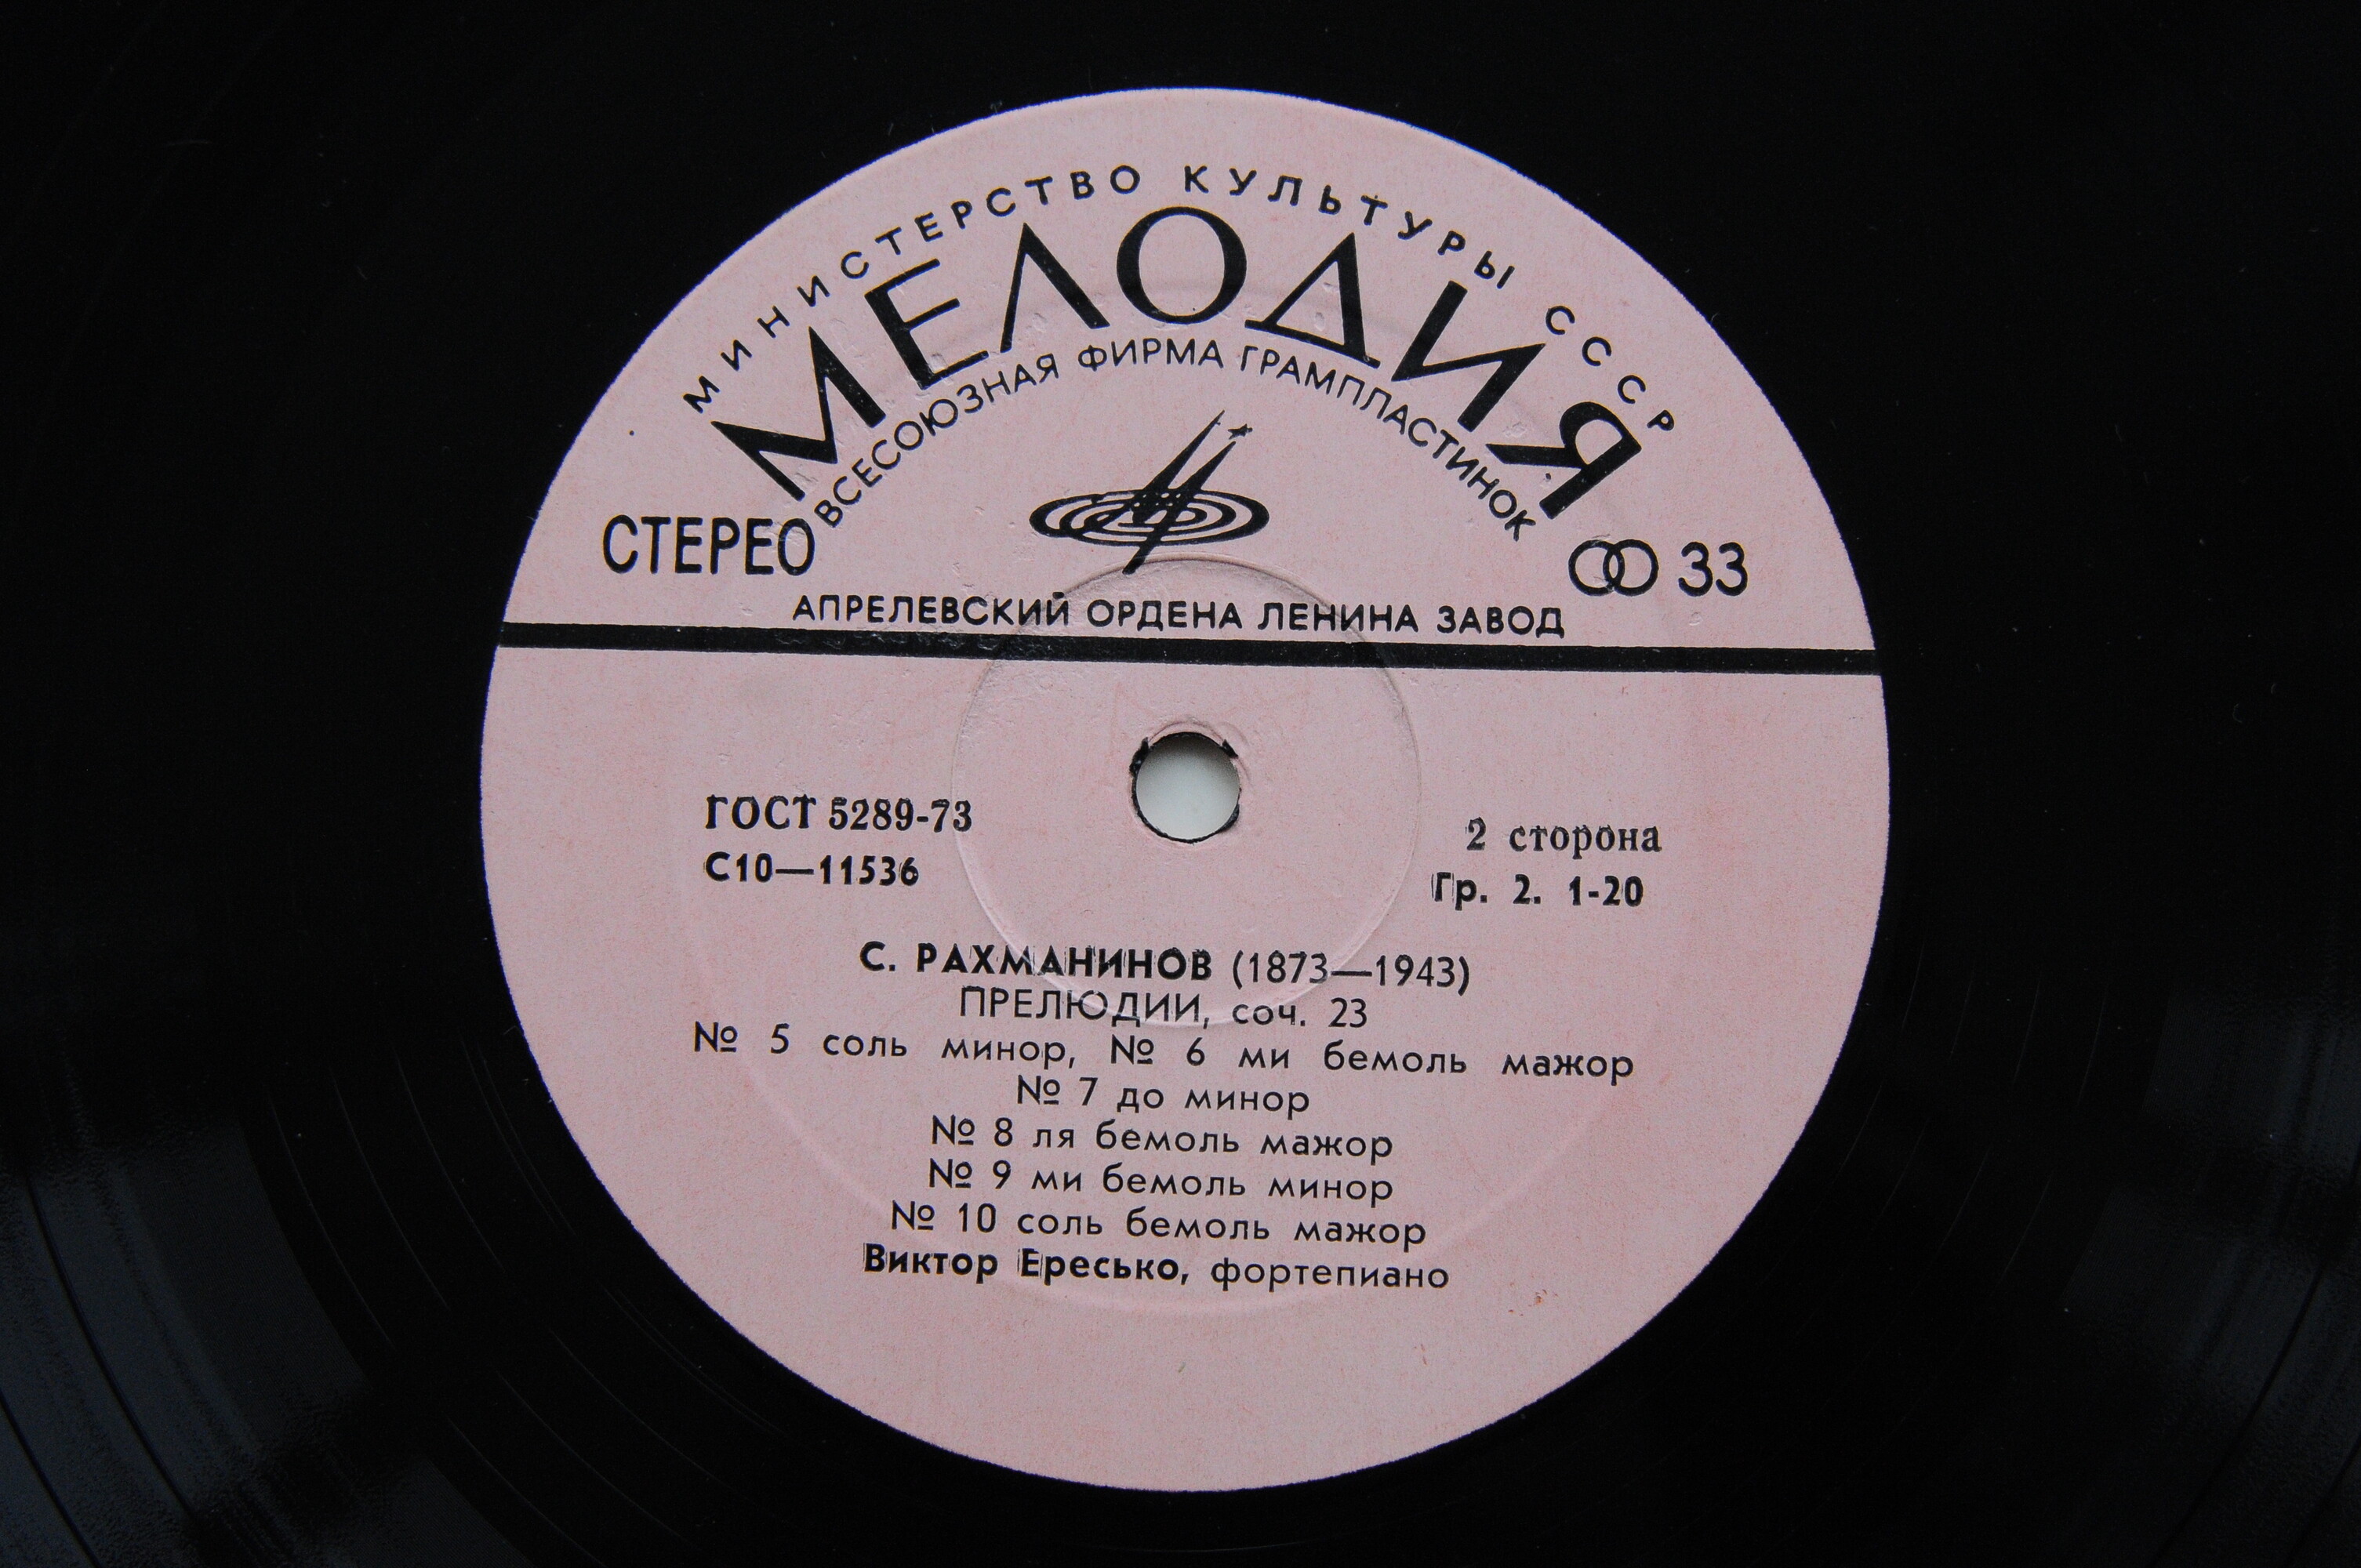 МИНИСТЕРСТВО КУЛЬТУРЫ СССР
МЕЛОДИЯ
ВСЕСОЮЗНАЯ ФИРМА ГРАМПЛАСТИНОК
СТЕРЕО
33
АПРЕЛЕВСКИЙ ОРДЕНА ЛЕНИНА ЗАВОД
ГОСТ 5289-73
2 сторона
С10—11536
Гр. 2. 1-20
С. РАХМАНИНОВ (1873—1943)
ПРЕЛЮДИИ, соч. 23
№ 5 соль минор, № 6 ми бемоль мажор
№ 7 до минор
№ 8 ля бемоль мажор
№ 9 ми бемоль минор
№ 10 соль бемоль мажор
Виктор Ересько, фортепиано